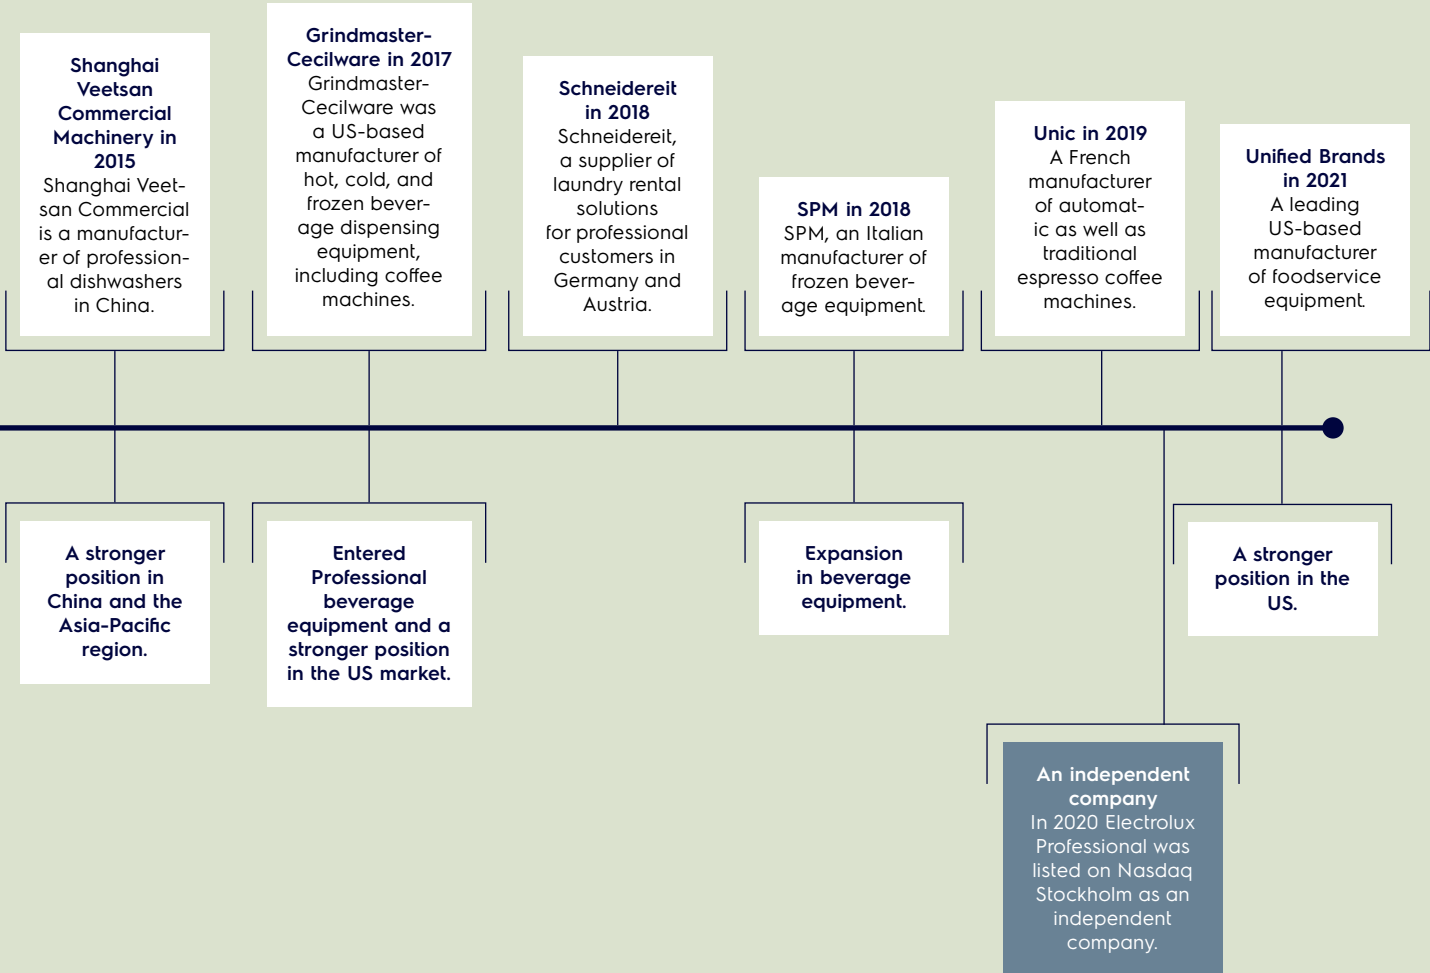 Shanghai
Veetsan
Commercial
Machinery in
2015
Shanghai Veet-
san Commercial
is a manufactur-
er of profession-
al dishwashers
in China.
Grindmaster-
Cecilware in 2017
Grindmaster-
Cecilware was
a US-based
manufacturer of
hot, cold, and
frozen bever-
age dispensing
equipment,
including coffee
machines.
Schneidereit
in 2018
Schneidereit,
a supplier of
laundry rental
solutions
for professional
customers in
Germany and
Austria.
SPM in 2018
SPM, an Italian
manufacturer of
frozen bever-
age equipment.
Unic in 2019
A French
manufacturer
of automat-
ic as well as
traditional
espresso coffee
machines.
Unified Brands
in 2021
A leading
US-based
manufacturer
of foodservice
equipment.
A stronger
position in
China and the
Asia-Pacific
region.
Entered
Professional
beverage
equipment and a
stronger position
in the US market.
Expansion
in beverage
equipment.
A stronger
position in the
US.
An independent
company
In 2020 Electrolux
Professional was
listed on Nasdaq
Stockholm as an
independent
company.